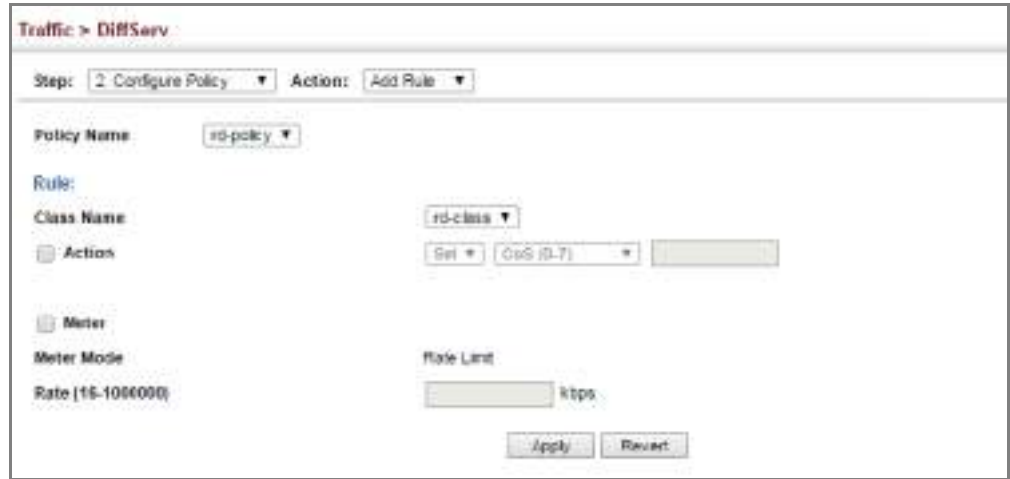 Traffic > DiffServ
Step: 2. Configure Policy Action: Add Rule
Policy Name rd-policy
Rule:
Class Name rd-class
Action Set CoS (0-7)
Meter
Meter Mode Rate Limit
Rate (16-1000000) kbps
Apply Revert